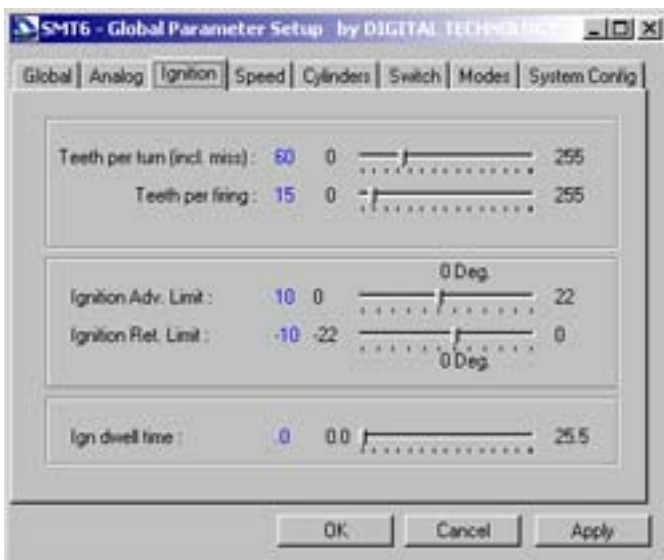 SMT6 - Global Parameter Setup by DIGITAL TECHNOLOGY
Global Analog Ignition Speed Cylinders Switch Modes System Config
Teeth per turn (incl. miss) : 60 0 255
Teeth per firing : 15 0 255
0 Deg.
Ignition Adv. Limit : 10 0 22
Ignition Ret. Limit : -10 -22 0
0 Deg.
Ign dwell time : .0 0.0 25.5
OK Cancel Apply